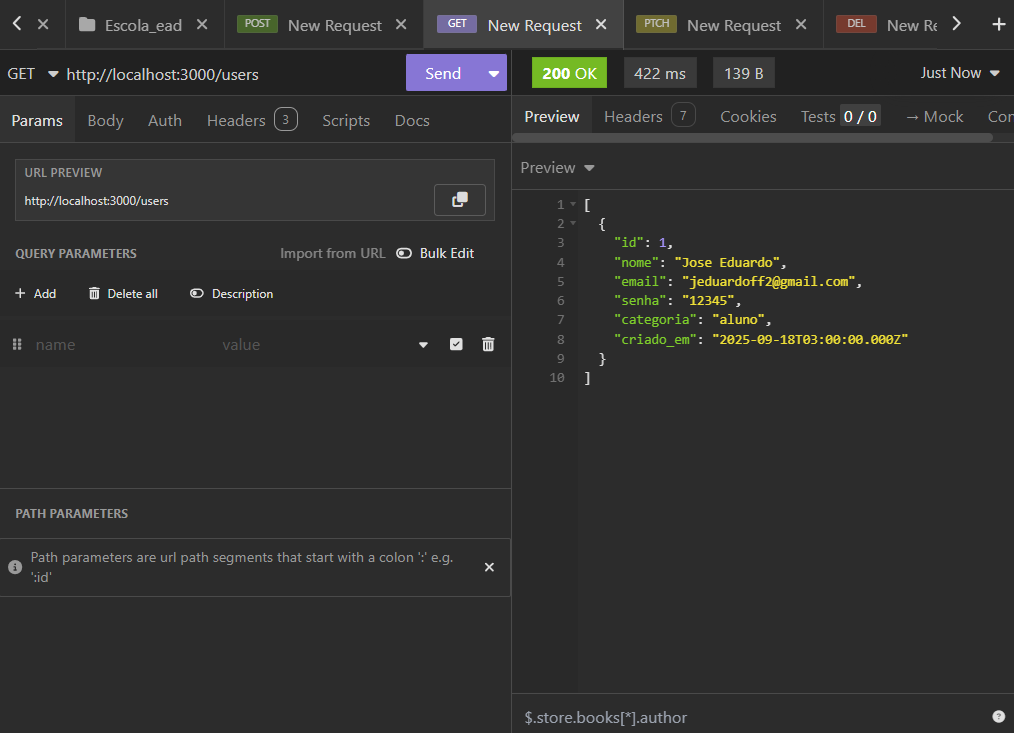 Escola_ead
POST New Request
GET New Request
PTCH New Request
DEL New Re
GET http://localhost:3000/users Send
200 OK 422 ms 139 B Just Now
Params Body Auth Headers 3 Scripts Docs
Preview Headers 7 Cookies Tests 0 / 0 → Mock Con
URL PREVIEW
http://localhost:3000/users
QUERY PARAMETERS Import from URL Bulk Edit
+ Add Delete all Description
name value
PATH PARAMETERS
Path parameters are url path segments that start with a colon ':' e.g.
':id'
Preview
1 [
2 {
3 "id": 1,
4 "nome": "Jose Eduardo",
5 "email": "jeduardoff2@gmail.com",
6 "senha": "12345",
7 "categoria": "aluno",
8 "criado_em": "2025-09-18T03:00:00.000Z"
9 }
10 ]
$.store.books[*].author